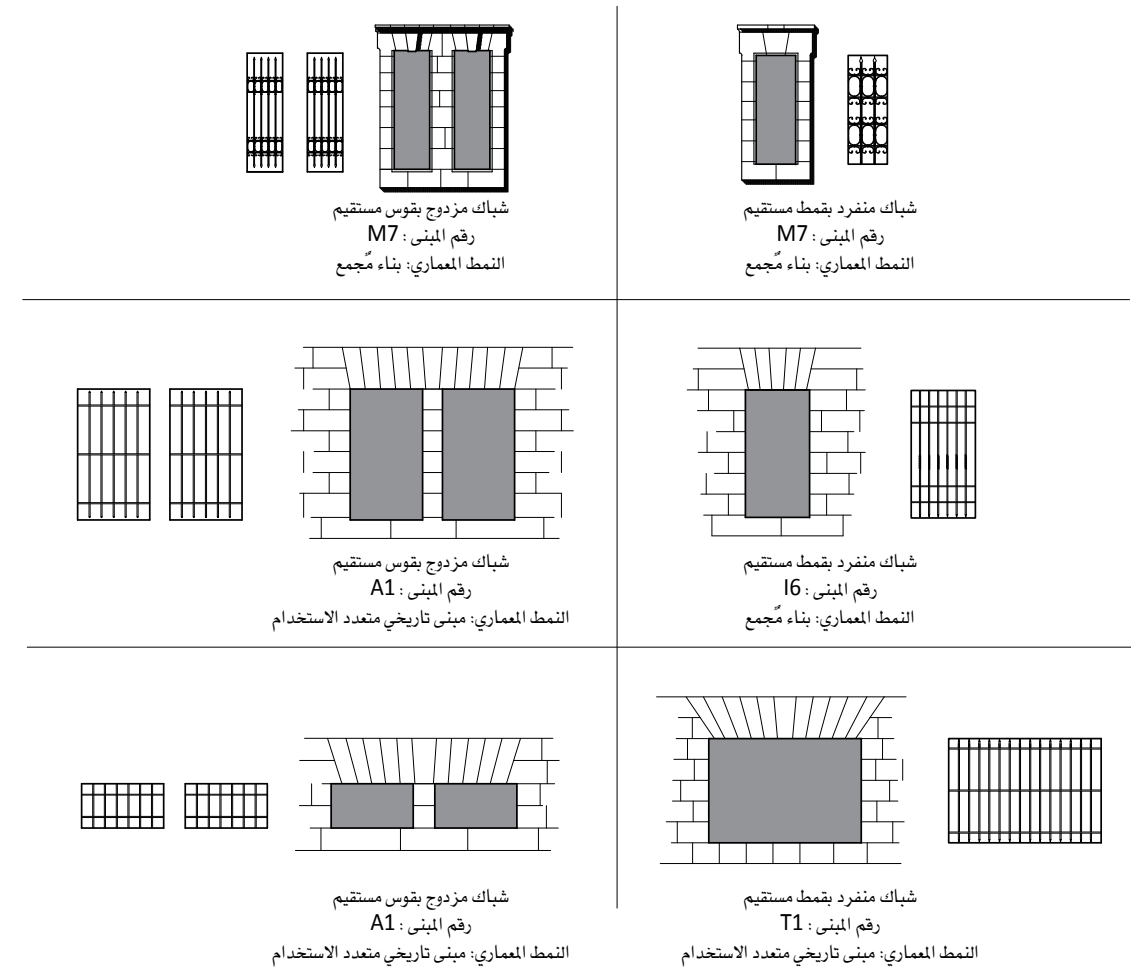 شباك منفرد بقمط مستقيم
رقم المبنى : M7
النمط المعماري: بناء مُجمع
شباك مزدوج بقوس مستقيم
رقم المبنى : M7
النمط المعماري: بناء مُجمع
شباك منفرد بقمط مستقيم
رقم المبنى : I6
النمط المعماري: بناء مُجمع
شباك مزدوج بقوس مستقيم
رقم المبنى : A1
النمط المعماري: مبنى تاريخي متعدد الاستخدام
شباك منفرد بقمط مستقيم
رقم المبنى : T1
النمط المعماري: مبنى تاريخي متعدد الاستخدام
شباك مزدوج بقوس مستقيم
رقم المبنى : A1
النمط المعماري: مبنى تاريخي متعدد الاستخدام